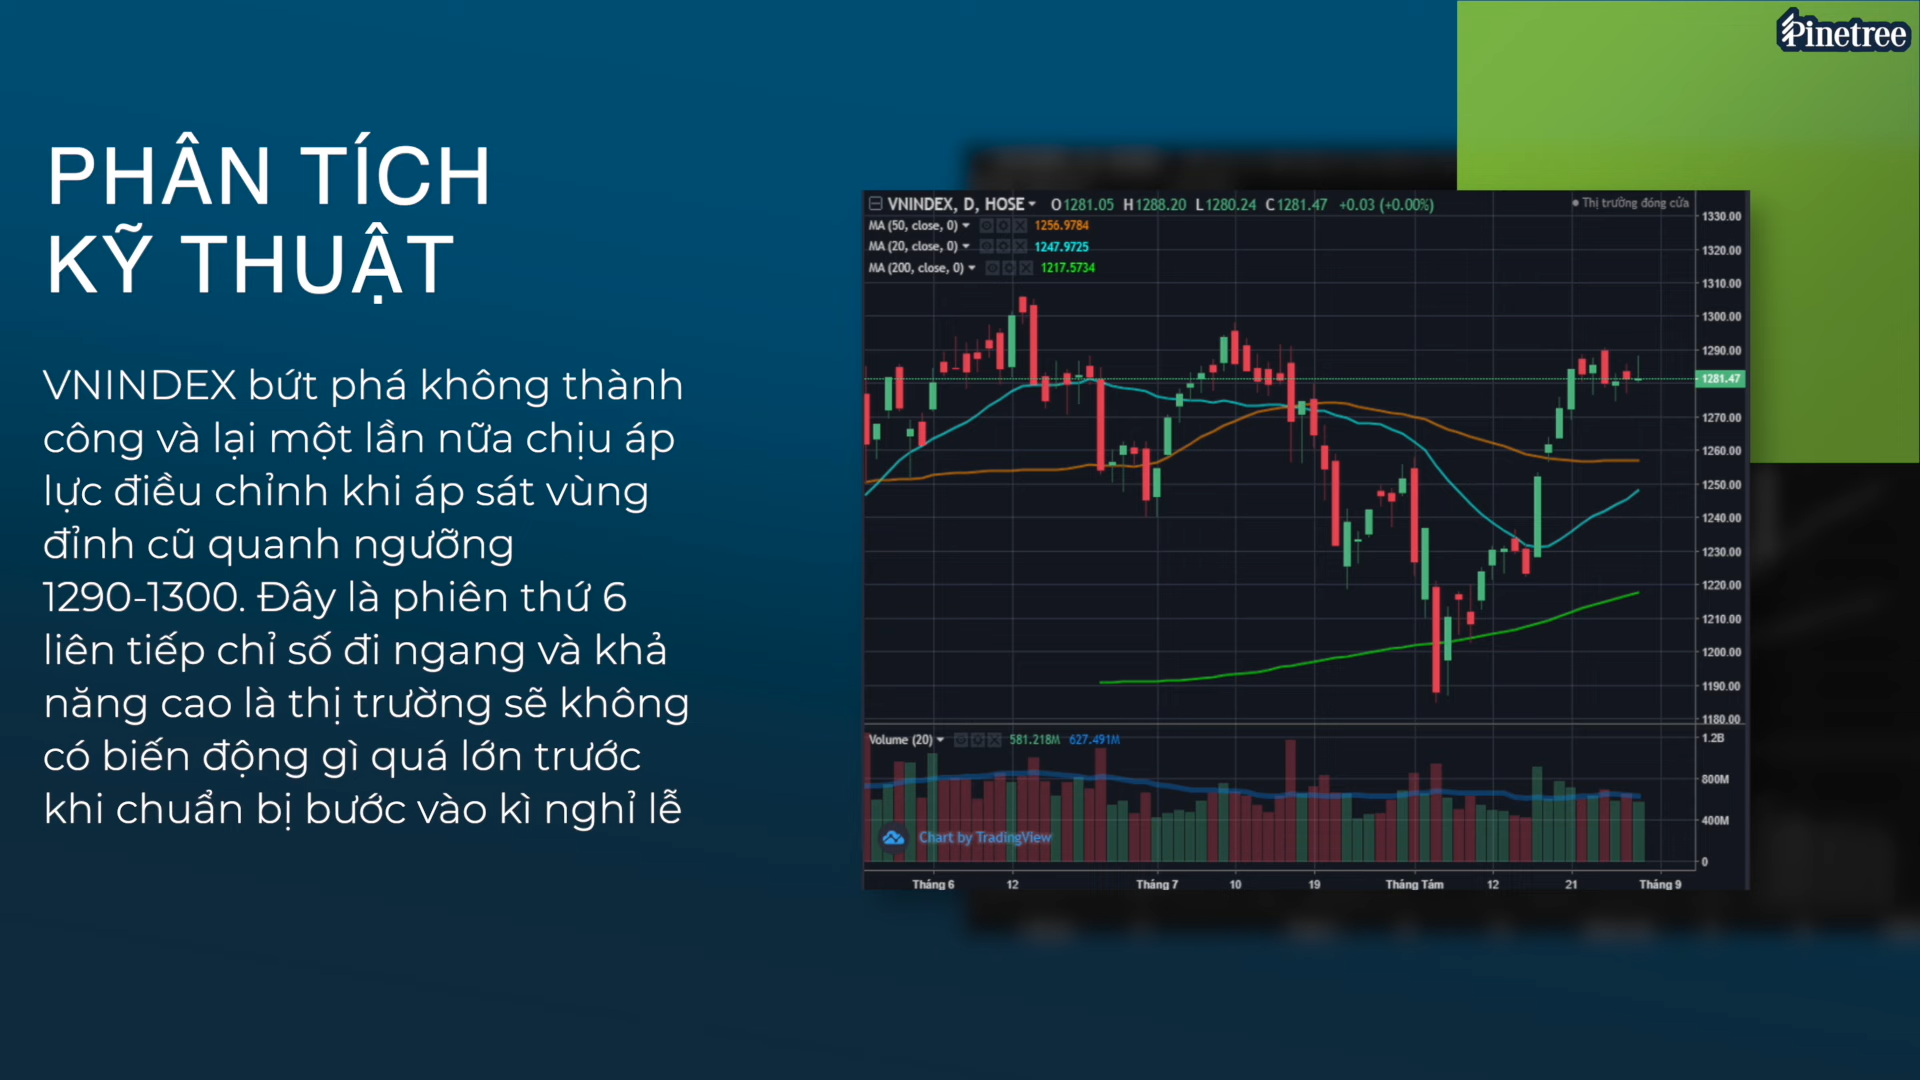 Pinetree
PHÂN TÍCH
KỸ THUẬT
VNINDEX bứt phá không thành
công và lại một lần nữa chịu áp
lực điều chỉnh khi áp sát vùng
đỉnh cũ quanh ngưỡng
1290-1300. Đây là phiên thứ 6
liên tiếp chỉ số đi ngang và khả
năng cao là thị trường sẽ không
có biến động gì quá lớn trước
khi chuẩn bị bước vào kì nghỉ lễ
VNINDEX, D, HOSE O1281.05 H1288.20 L1280.24 C1281.47 +0.03 (+0.00%)
Thị trường đóng cửa
MA (50, close, 0) 1256.9784
MA (20, close, 0) 1247.9725
MA (200, close, 0) 1217.5734
1330.00
1320.00
1310.00
1300.00
1290.00
1281.47
1270.00
1260.00
1250.00
1240.00
1230.00
1220.00
1210.00
1200.00
1190.00
1180.00
Volume (20) 581.218M 627.491M
1.2B
800M
400M
0
Chart by TradingView
Tháng 6 12 Tháng 7 10 19 Tháng Tám 12 21 Tháng 9